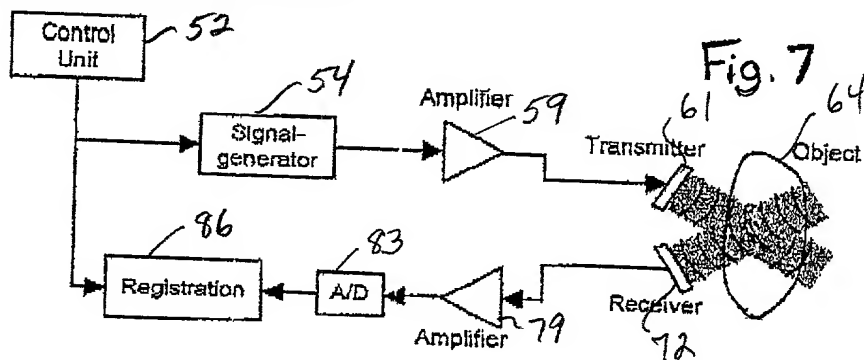 Control
Unit
52
Fig. 7
54
Signal-
generator
Amplifier
59
Transmitter
61
64
Object
86
Registration
83
A/D
Amplifier
79
Receiver
72